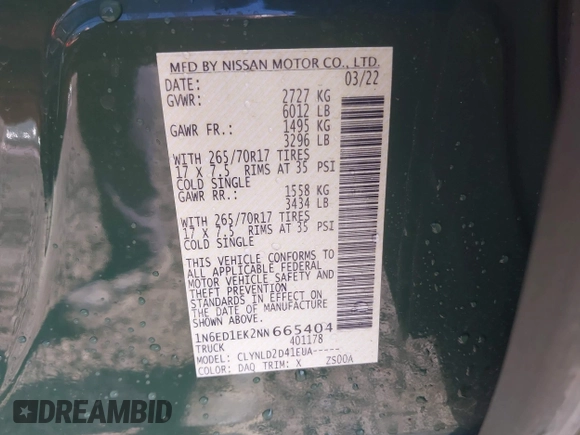 MFD BY NISSAN MOTOR CO., LTD.
DATE: 03/22
GVWR: 2727 KG
6012 LB
GAWR FR.: 1495 KG
3296 LB
WITH 265/70R17 TIRES
17 X 7.5 RIMS AT 35 PSI
COLD SINGLE
GAWR RR.: 1558 KG
3434 LB
WITH 265/70R17 TIRES
17 X 7.5 RIMS AT 35 PSI
COLD SINGLE
THIS VEHICLE CONFORMS TO
ALL APPLICABLE FEDERAL
MOTOR VEHICLE SAFETY AND
THEFT PREVENTION
STANDARDS IN EFFECT ON
THE DATE OF MANUFACTURE
SHOWN ABOVE.
1N6ED1EK2NN665404
TRUCK 401178
MODEL: CLYNLD2D41EUA-----
COLOR: DAQ TRIM: X ZS00A
DREAMBID